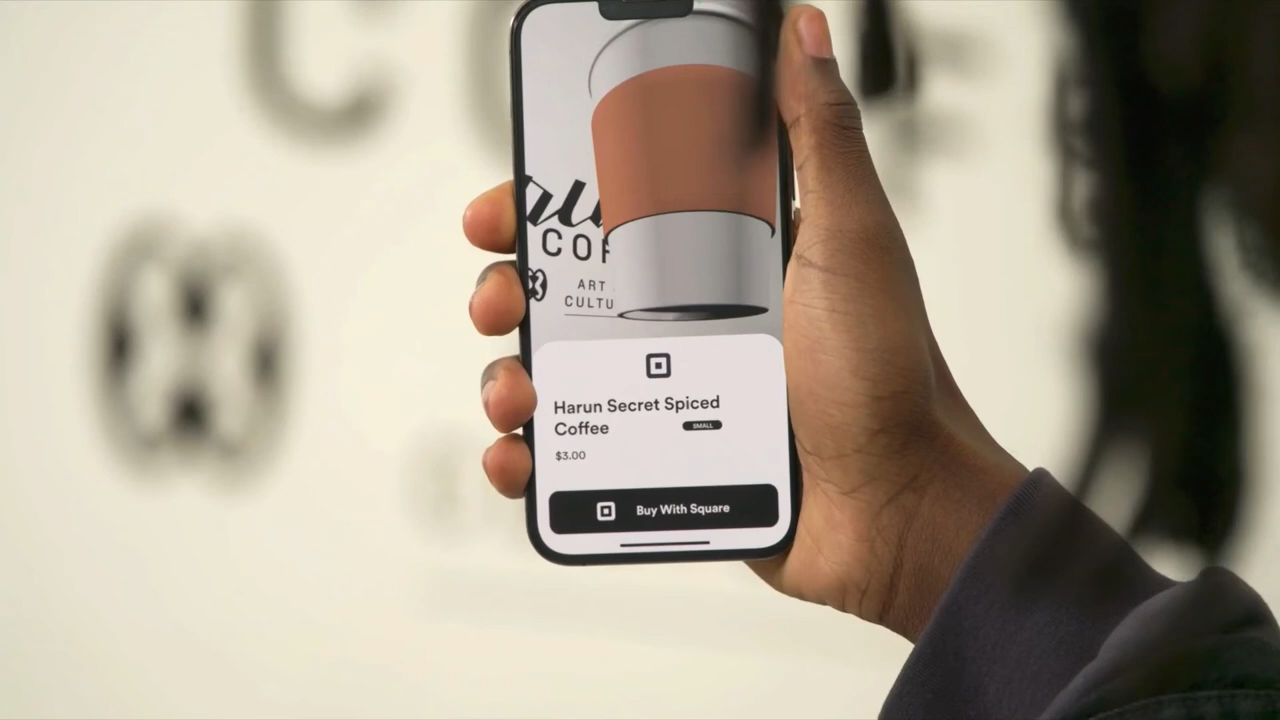 COF
ART
CULTU
Harun Secret Spiced
Coffee
SMALL
$3.00
Buy With Square